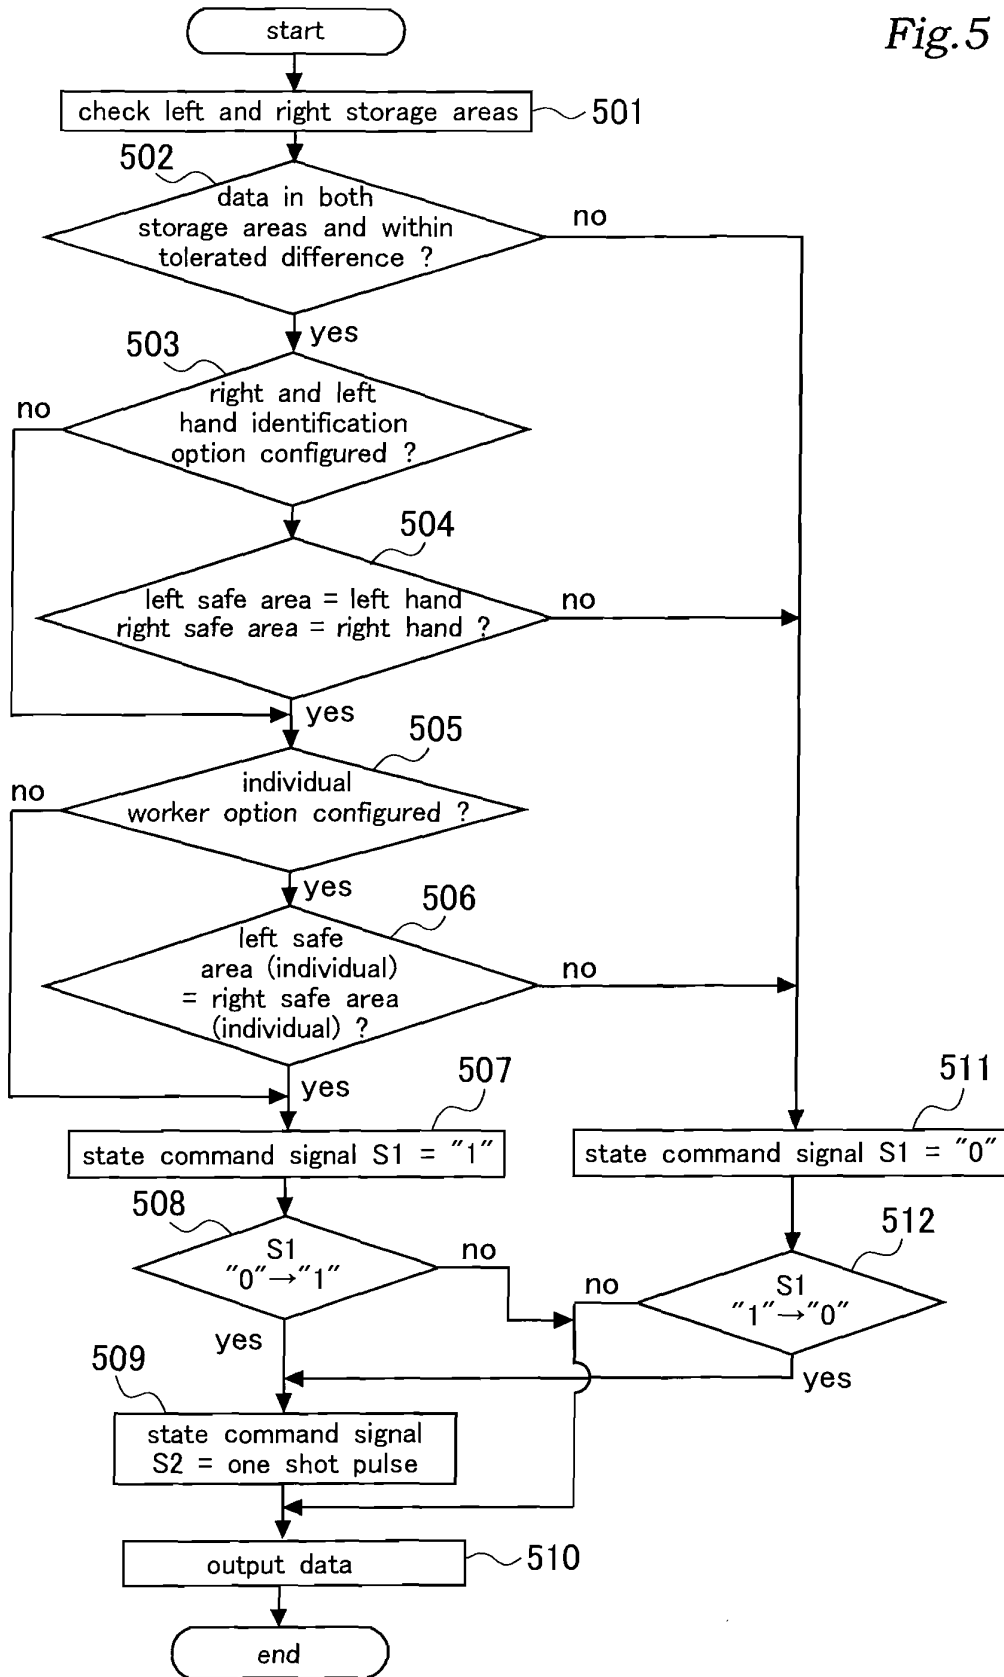 Fig.5
start
check left and right storage areas
501
502
data in both
storage areas and within
tolerated difference ?
no
yes
503
right and left
hand identification
option configured ?
no
504
left safe area = left hand
right safe area = right hand ?
no
yes
505
individual
worker option configured ?
no
yes
506
left safe
area (individual)
= right safe area
(individual) ?
no
yes
507
state command signal S1 = "1"
511
state command signal S1 = "0"
508
S1
"0"→"1"
no
yes
512
S1
"1"→"0"
no
yes
509
state command signal
S2 = one shot pulse
output data
510
end